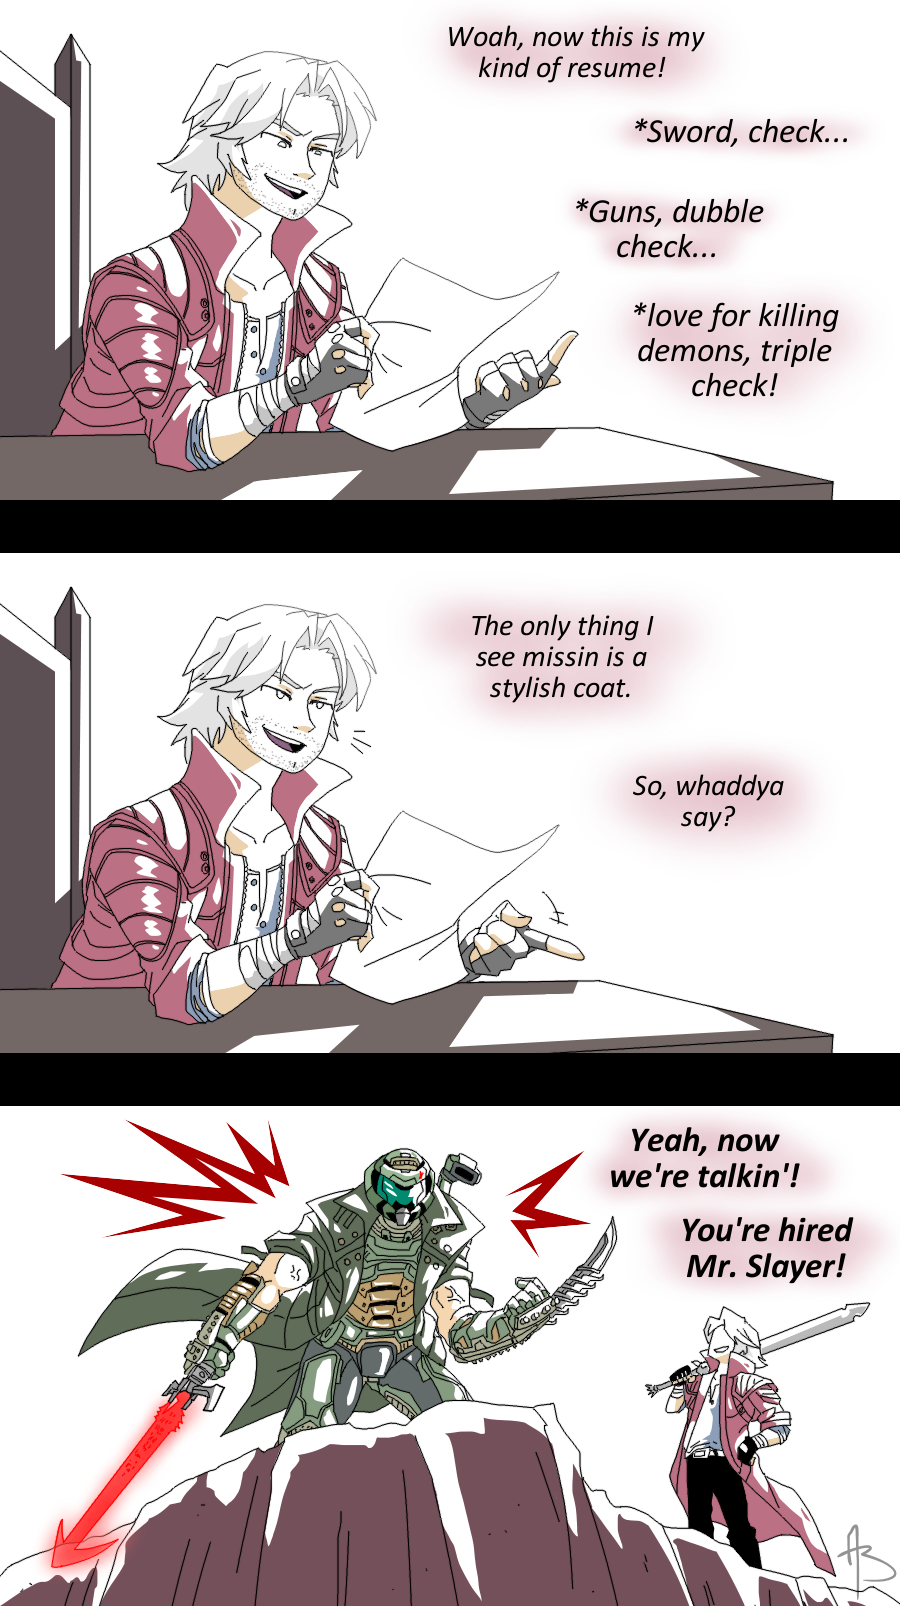 Woah, now this is my
kind of resume!
*Sword, check...
*Guns, dubble
check...
*love for killing
demons, triple
check!
The only thing I
see missin is a
stylish coat.
So, whaddya
say?
Yeah, now
we're talkin'!
You're hired
Mr. Slayer!
AB